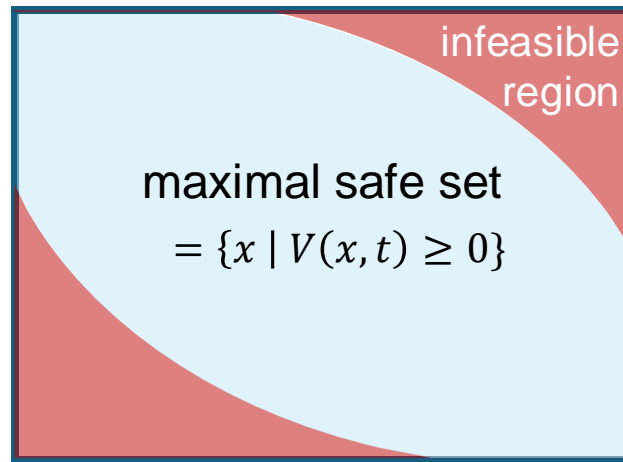 infeasible
region
maximal safe set
= {x | V(x, t) ≥ 0}